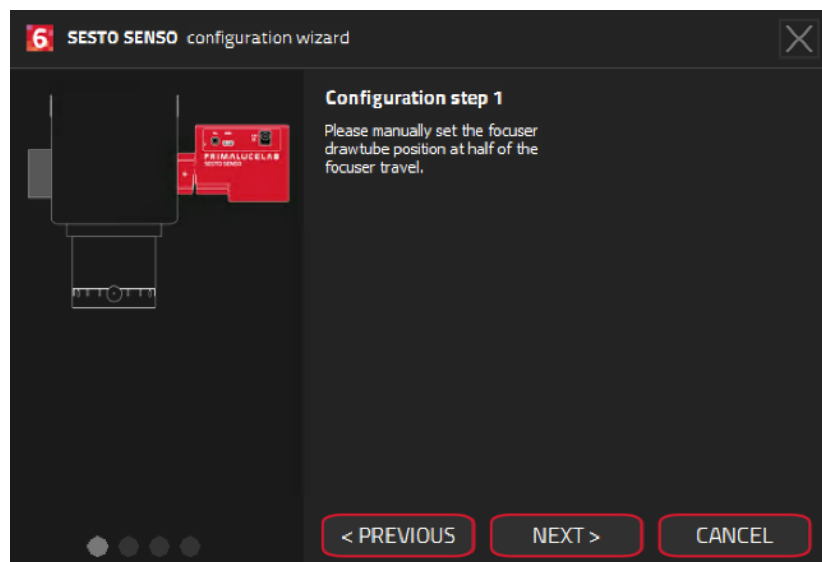 6 SESTO SENSO configuration wizard
PRIMALUCELAB
SESTO SENSO
Configuration step 1
Please manually set the focuser
drawtube position at half of the
focuser travel.
< PREVIOUS
NEXT >
CANCEL